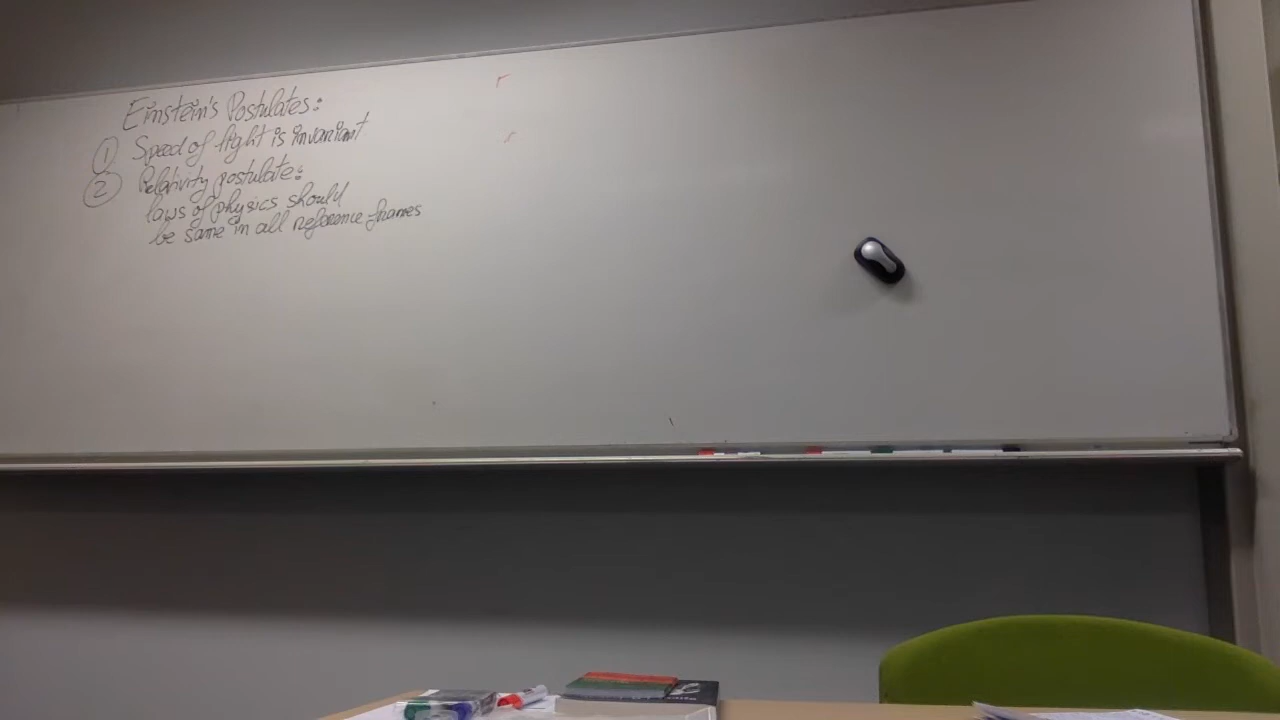 Einstein's Postulates:
① Speed of light is invariant
② Relativity postulate:
laws of physics should
be same in all reference frames